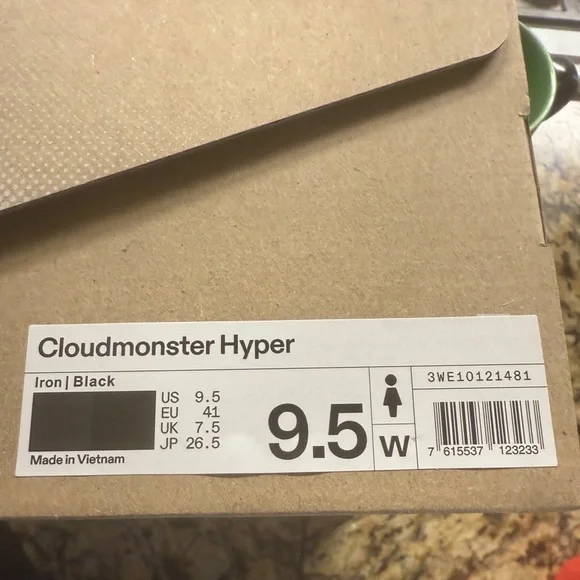 Cloudmonster Hyper
Iron | Black
US 9.5
EU 41
UK 7.5
JP 26.5
Made in Vietnam
9.5
W
3WE10121481
7 615537 123233